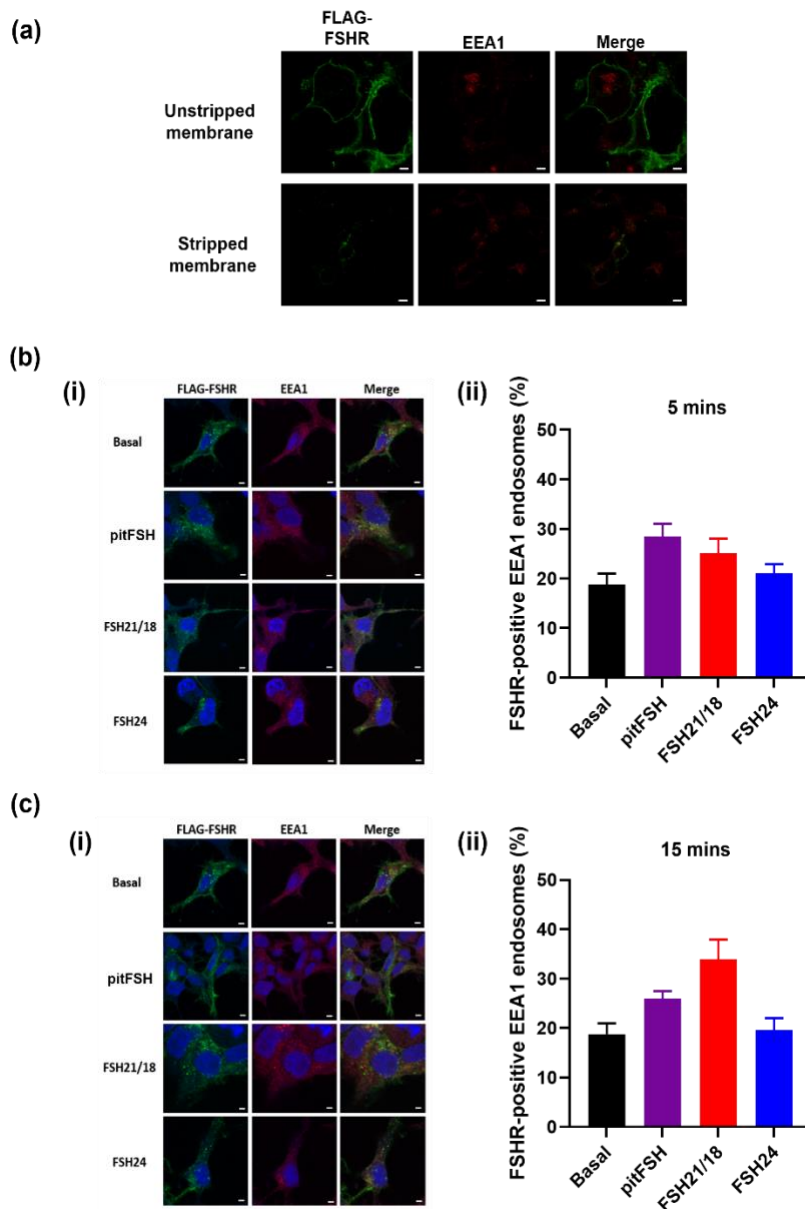 (a)
FLAG-
FSHR
EEA1
Merge
Unstripped
membrane
Stripped
membrane
(b)
(i)
FLAG-FSHR
EEA1
Merge
Basal
pitFSH
FSH21/18
FSH24
(ii)
5 mins
FSHR-positive EEA1 endosomes (%)
50
40
30
20
10
0
Basal
pitFSH
FSH21/18
FSH24
(c)
(i)
FLAG-FSHR
EEA1
Merge
Basal
pitFSH
FSH21/18
FSH24
(ii)
15 mins
FSHR-positive EEA1 endosomes (%)
50
40
30
20
10
0
Basal
pitFSH
FSH21/18
FSH24